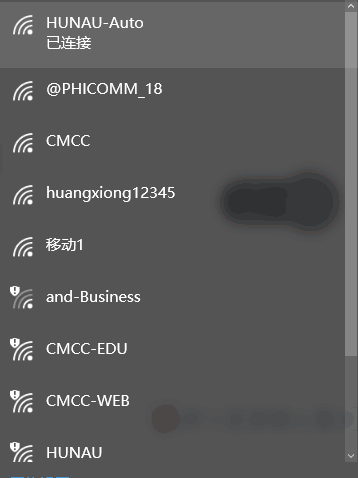 HUNAU-Auto
已连接
@PHICOMM_18
CMCC
huangxiong12345
移动1
and-Business
CMCC-EDU
CMCC-WEB
HUNAU